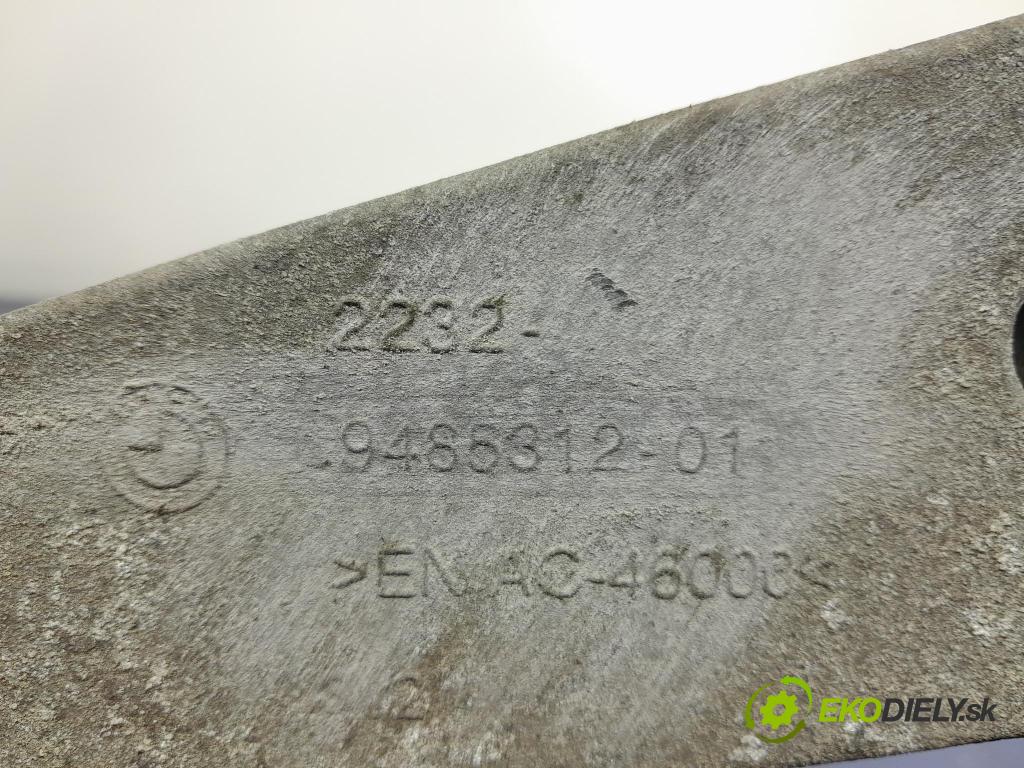 2232-
9485312-01
>EN AC-46000<
2
EKODIELY.sk